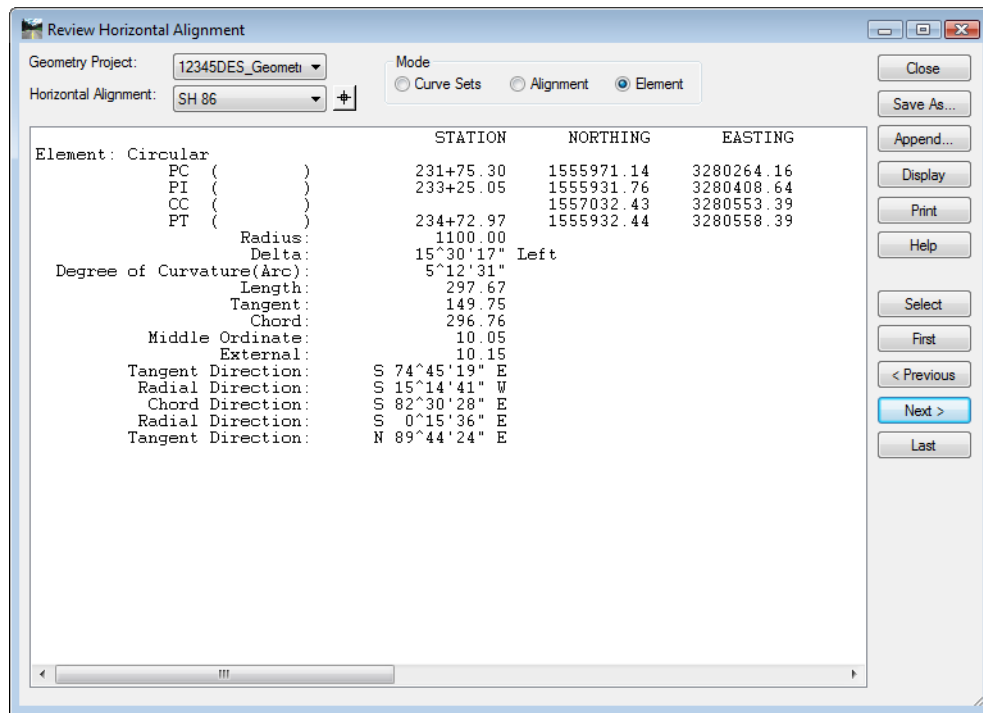 Review Horizontal Alignment
Geometry Project: 12345DES_Geometr
Mode
Curve Sets Alignment Element
Horizontal Alignment: SH 86
Close
Save As...
Append...
Display
Print
Help
Select
First
< Previous
Next >
Last
STATION NORTHING EASTING
Element: Circular
PC ( ) 231+75.30 1555971.14 3280264.16
PI ( ) 233+25.05 1555931.76 3280408.64
CC ( ) 1557032.43 3280553.39
PT ( ) 234+72.97 1555932.44 3280558.39
Radius: 1100.00
Delta: 15^30'17" Left
Degree of Curvature(Arc): 5^12'31"
Length: 297.67
Tangent: 149.75
Chord: 296.76
Middle Ordinate: 10.05
External: 10.15
Tangent Direction: S 74^45'19" E
Radial Direction: S 15^14'41" W
Chord Direction: S 82^30'28" E
Radial Direction: S 0^15'36" E
Tangent Direction: N 89^44'24" E